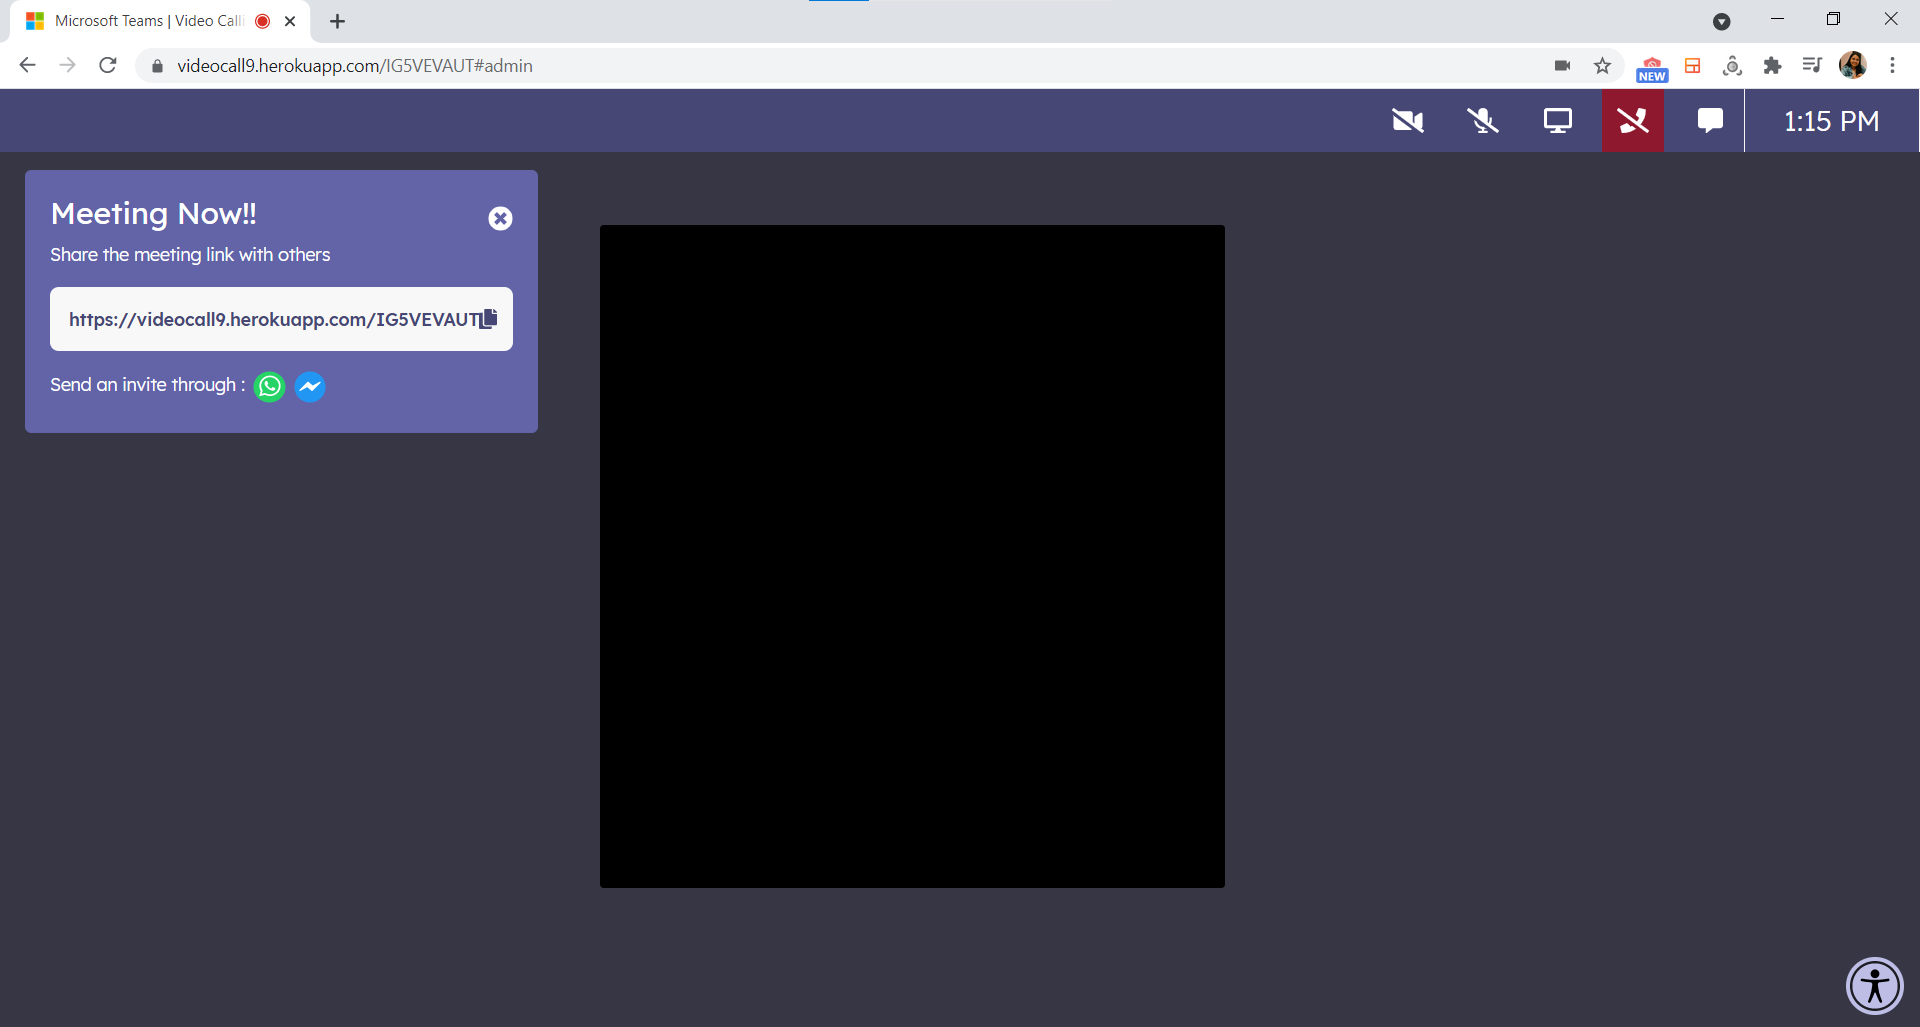 Microsoft Teams | Video Calli
videocall9.herokuapp.com/IG5VEVAUT#admin
NEW
1:15 PM
Meeting Now!!
Share the meeting link with others
https://videocall9.herokuapp.com/IG5VEVAUT
Send an invite through :